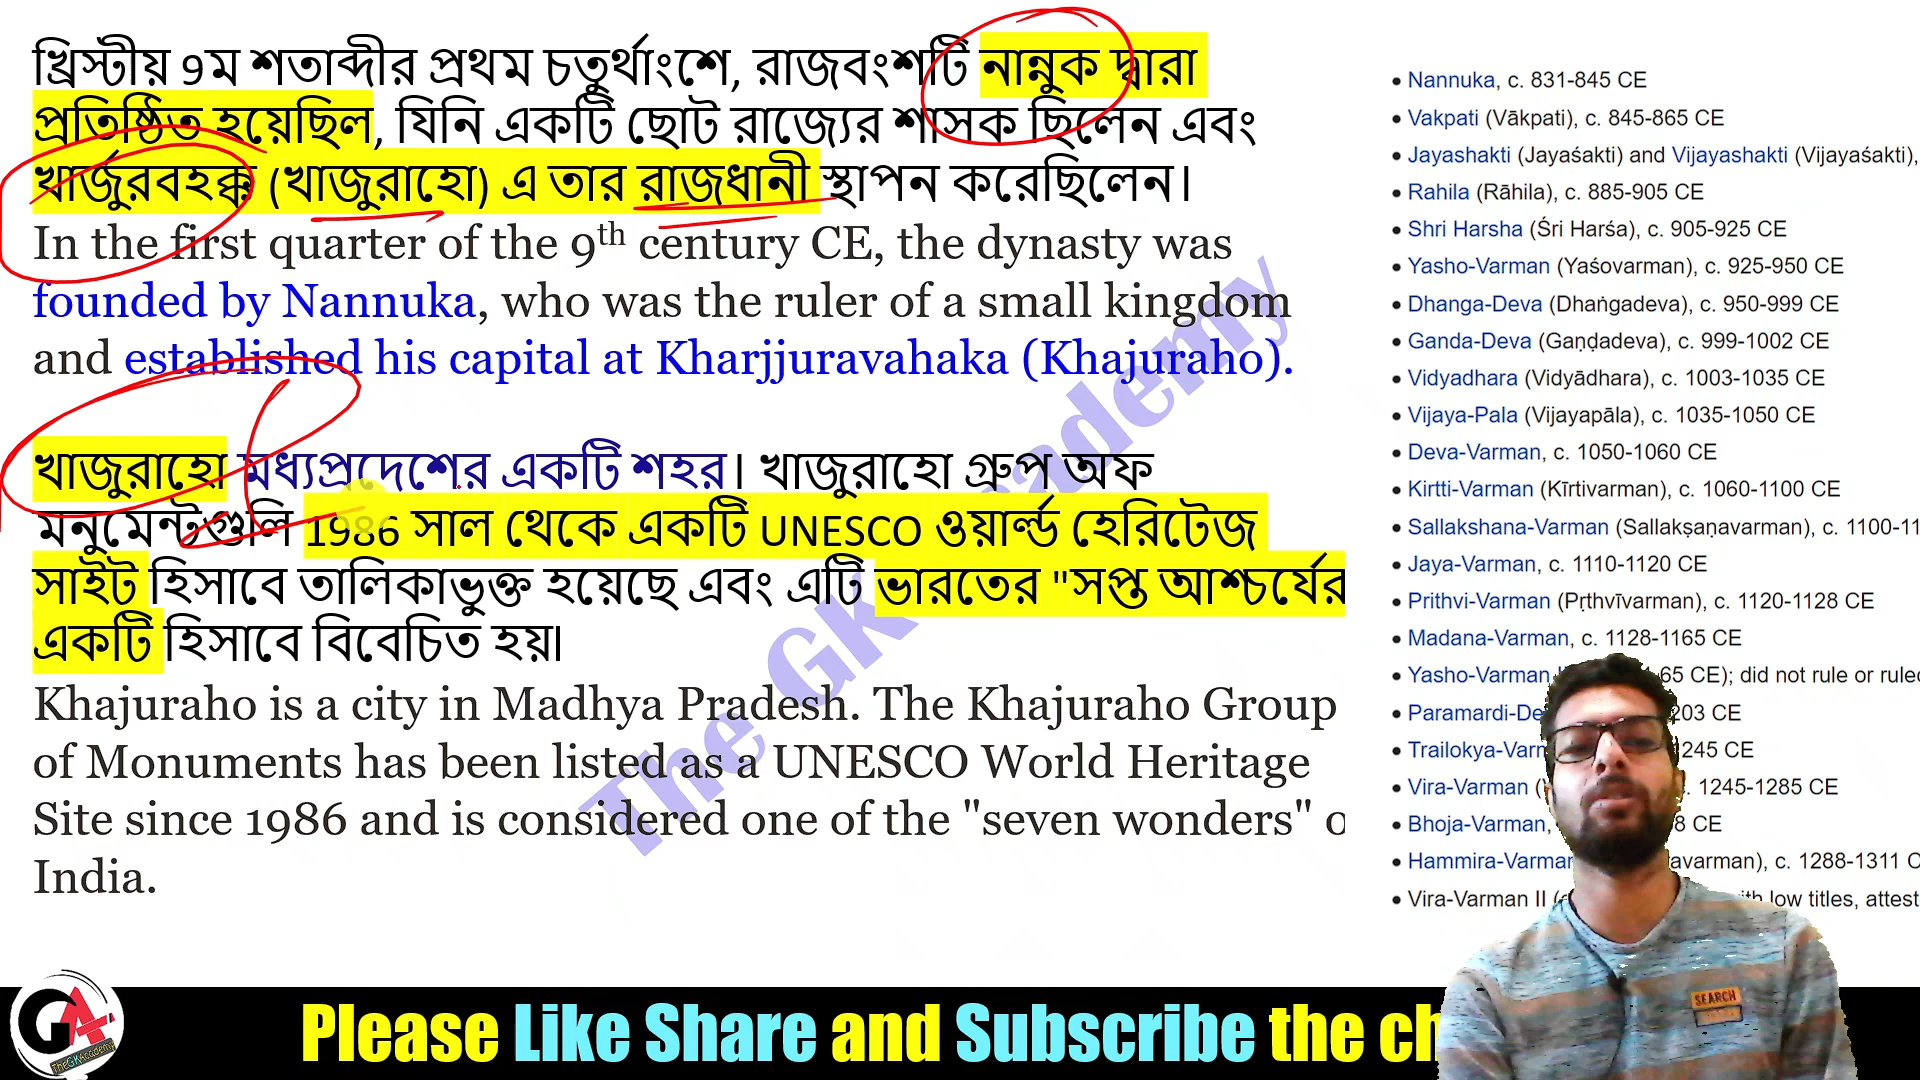 খ্রিস্টীয় 9ম শতাব্দীর প্রথম চতুর্থাংশে, রাজবংশটি নান্নুক দ্বারা
প্রতিষ্ঠিত হয়েছিল, যিনি একটি ছোট রাজ্যের শাসক ছিলেন এবং
খার্জুরবহক্ক (খাজুরাহো) এ তার রাজধানী স্থাপন করেছিলেন।
In the first quarter of the 9th century CE, the dynasty was
founded by Nannuka, who was the ruler of a small kingdom
and established his capital at Kharjjuravahaka (Khajuraho).
খাজুরাহো মধ্যপ্রদেশের একটি শহর। খাজুরাহো গ্রুপ অফ
মনুমেন্টগুলি 1986 সাল থেকে একটি UNESCO ওয়ার্ল্ড হেরিটেজ
সাইট হিসাবে তালিকাভুক্ত হয়েছে এবং এটি ভারতের "সপ্ত আশ্চর্যের
একটি হিসাবে বিবেচিত হয়৷
Khajuraho is a city in Madhya Pradesh. The Khajuraho Group
of Monuments has been listed as a UNESCO World Heritage
Site since 1986 and is considered one of the "seven wonders" o
India.
The Gk Academy
• Nannuka, c. 831-845 CE
• Vakpati (Vākpati), c. 845-865 CE
• Jayashakti (Jayaśakti) and Vijayashakti (Vijayaśakti),
• Rahila (Rāhila), c. 885-905 CE
• Shri Harsha (Śri Harśa), c. 905-925 CE
• Yasho-Varman (Yaśovarman), c. 925-950 CE
• Dhanga-Deva (Dhaṅgadeva), c. 950-999 CE
• Ganda-Deva (Gaṇḍadeva), c. 999-1002 CE
• Vidyadhara (Vidyādhara), c. 1003-1035 CE
• Vijaya-Pala (Vijayapāla), c. 1035-1050 CE
• Deva-Varman, c. 1050-1060 CE
• Kirtti-Varman (Kīrtivarman), c. 1060-1100 CE
• Sallakshana-Varman (Sallakṣaṇavarman), c. 1100-11
• Jaya-Varman, c. 1110-1120 CE
• Prithvi-Varman (Pṛthvīvarman), c. 1120-1128 CE
• Madana-Varman, c. 1128-1165 CE
• Yasho-Varman 65 CE); did not rule or ruled
• Paramardi-De 203 CE
• Trailokya-Varn 1245 CE
• Vira-Varman ( c. 1245-1285 CE
• Bhoja-Varman, 8 CE
• Hammira-Varman avarman), c. 1288-1311 C
• Vira-Varman II ( with low titles, attest
SEARCH
GA
TheGKAcademy
Please Like Share and Subscribe the ch